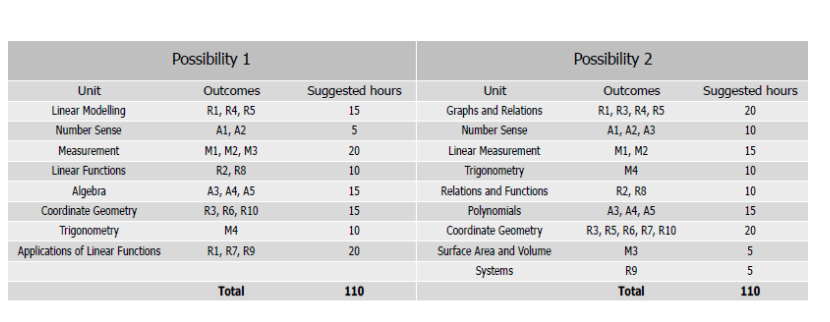 Possibility 1 Possibility 2
Unit Outcomes Suggested hours Unit Outcomes Suggested hours
Linear Modelling R1, R4, R5 15 Graphs and Relations R1, R3, R4, R5 20
Number Sense A1, A2 5 Number Sense A1, A2, A3 10
Measurement M1, M2, M3 20 Linear Measurement M1, M2 15
Linear Functions R2, R8 10 Trigonometry M4 10
Algebra A3, A4, A5 15 Relations and Functions R2, R8 10
Coordinate Geometry R3, R6, R10 15 Polynomials A3, A4, A5 15
Trigonometry M4 10 Coordinate Geometry R3, R5, R6, R7, R10 20
Applications of Linear Functions R1, R7, R9 20 Surface Area and Volume M3 5
Systems R9 5
Total 110 Total 110